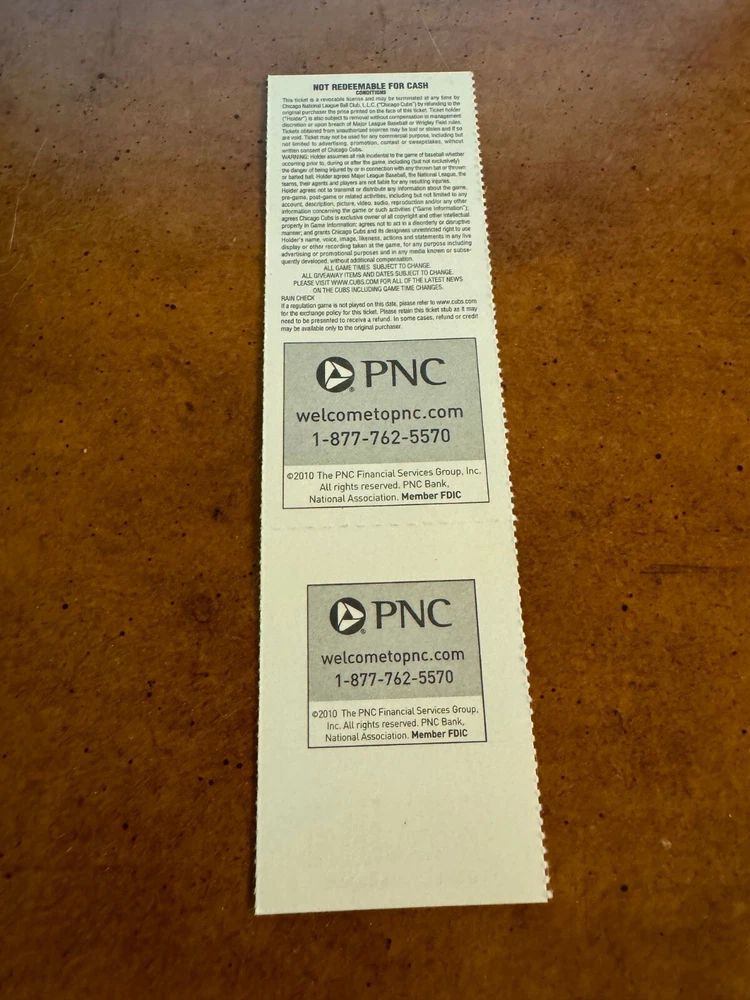 NOT REDEEMABLE FOR CASH
CONDITIONS
This ticket is a revocable license and may be terminated at any time by
Chicago National League Ball Club, L.L.C. ("Chicago Cubs") by refunding to the
original purchaser the price printed on the face of this ticket. Ticket holder
("Holder") is also subject to removal without compensation in management
discretion or upon breach of Major League Baseball or Wrigley Field rules.
Tickets obtained from unauthorized sources may be lost or stolen and if so
are void. Ticket may not be used for any commercial purpose, including but
not limited to advertising, promotion, contest or sweepstakes, without
written consent of Chicago Cubs.
WARNING: Holder assumes all risk incidental to the game of baseball whether
occurring prior to, during or after the game, including (but not exclusively)
the danger of being injured by or in connection with any thrown bat or thrown
or batted ball. Holder agrees Major League Baseball, the National League, the
teams, their agents and players are not liable for any resulting injuries.
Holder agrees not to transmit or distribute any information about the game,
pre-game, post-game or related activities, including but not limited to any
account, description, picture, video, audio, reproduction and/or any other
information concerning the game or such activities ("Game Information");
agrees Chicago Cubs is exclusive owner of all copyright and other intellectual
property in Game Information; agrees not to act in a disorderly or disruptive
manner; and grants Chicago Cubs and its designees unrestricted right to use
Holder's name, voice, image, likeness, actions and statements in any live
display or other recording taken at the game, for any purpose including
advertising or promotional purposes and in any media known or subse-
quently developed, without additional compensation.
ALL GAME TIMES SUBJECT TO CHANGE.
ALL GIVEAWAY ITEMS AND DATES SUBJECT TO CHANGE.
PLEASE VISIT WWW.CUBS.COM FOR ALL OF THE LATEST NEWS
ON THE CUBS INCLUDING GAME TIME CHANGES.
RAIN CHECK
If a regulation game is not played on this date, please refer to www.cubs.com
for the exchange policy for this ticket. Please retain this ticket stub as it may
need to be presented to receive a refund. In some cases, refund or credit
may be available only to the original purchaser.
PNC
welcometopnc.com
1-877-762-5570
©2010 The PNC Financial Services Group, Inc.
All rights reserved. PNC Bank,
National Association. Member FDIC
PNC
welcometopnc.com
1-877-762-5570
©2010 The PNC Financial Services Group,
Inc. All rights reserved. PNC Bank,
National Association. Member FDIC